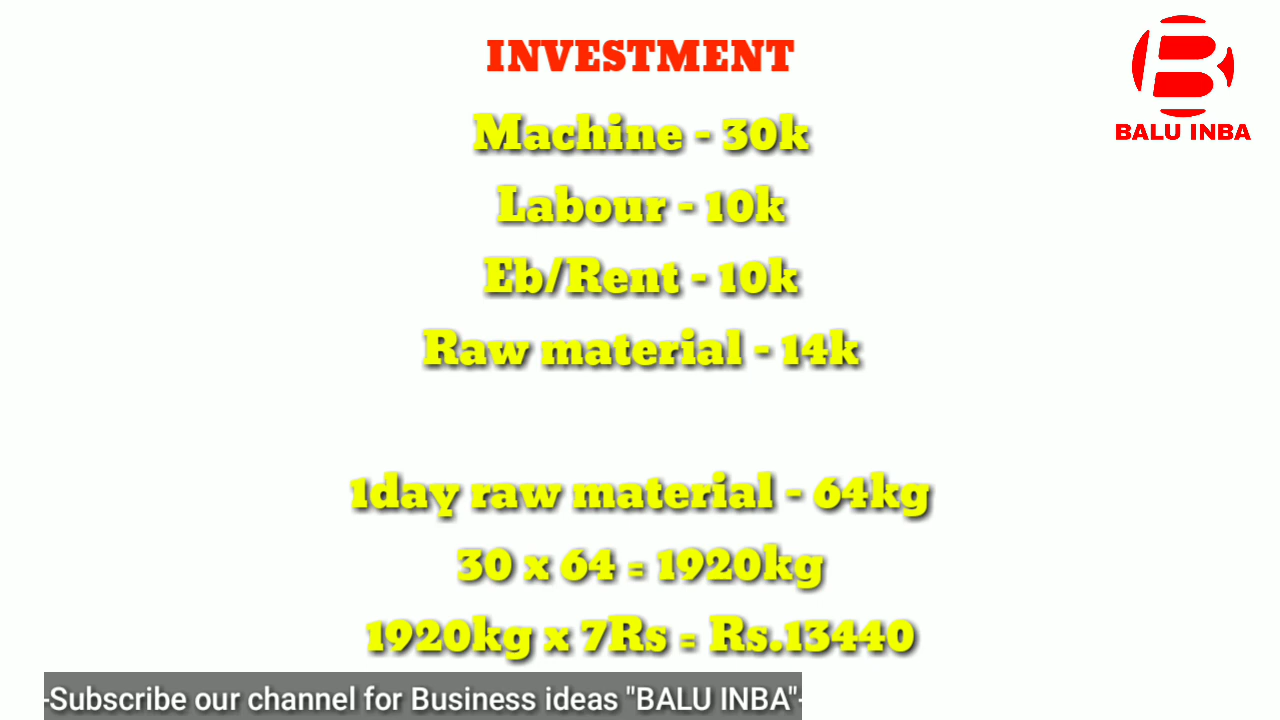 INVESTMENT
BALU INBA
Machine - 30k
Labour - 10k
Eb/Rent - 10k
Raw material - 14k
1day raw material - 64kg
30 x 64 = 1920kg
1920kg x 7Rs = Rs.13440
-Subscribe our channel for Business ideas "BALU INBA"-